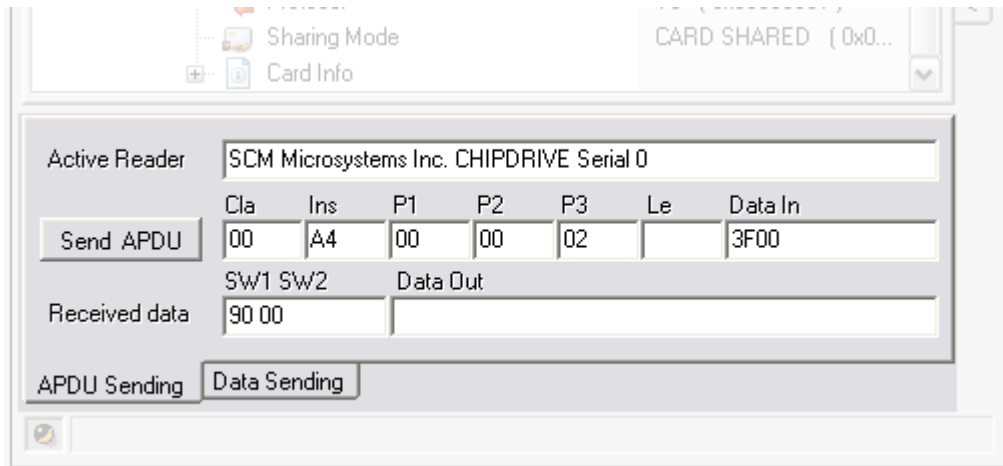 Sharing Mode CARD SHARED ( 0x0...
Card Info
Active Reader SCM Microsystems Inc. CHIPDRIVE Serial 0
Cla Ins P1 P2 P3 Le Data In
Send APDU 00 A4 00 00 02 3F00
SW1 SW2 Data Out
Received data 90 00
APDU Sending Data Sending